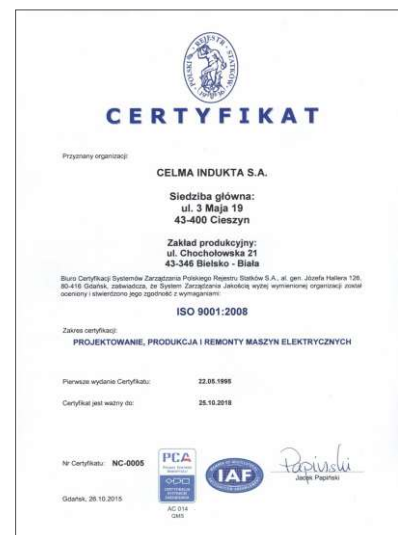 POLSKI REJESTR STATKÓW
CERTYFIKAT
Przyznany organizacji:
CELMA INDUKTA S.A.
Siedziba główna:
ul. 3 Maja 19
43-400 Cieszyn
Zakład produkcyjny:
ul. Chochołowska 21
43-346 Bielsko - Biała
Biuro Certyfikacji Systemów Zarządzania Polskiego Rejestru Statków S.A., al. gen. Józefa Hallera 126,
80-416 Gdańsk, zaświadcza, że System Zarządzania Jakością wyżej wymienionej organizacji został
oceniony i stwierdzono jego zgodność z wymaganiami:
ISO 9001:2008
Zakres certyfikacji:
PROJEKTOWANIE, PRODUKCJA I REMONTY MASZYN ELEKTRYCZNYCH
Pierwsze wydanie Certyfikatu: 22.05.1995
Certyfikat jest ważny do: 25.10.2018
Nr Certyfikatu: NC-0005
PCA
IAF
Papiński
Jacek Papiński
AC 014
QMS
Gdańsk, 26.10.2015